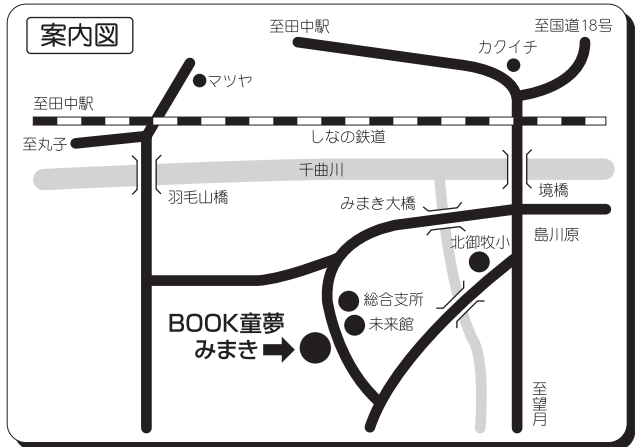 案内図
至田中駅
至国道18号
カクイチ
マツヤ
至田中駅
しなの鉄道
至丸子
千曲川
羽毛山橋
境橋
みまき大橋
島川原
北御牧小
総合支所
未来館
BOOK童夢
みまき
至望月